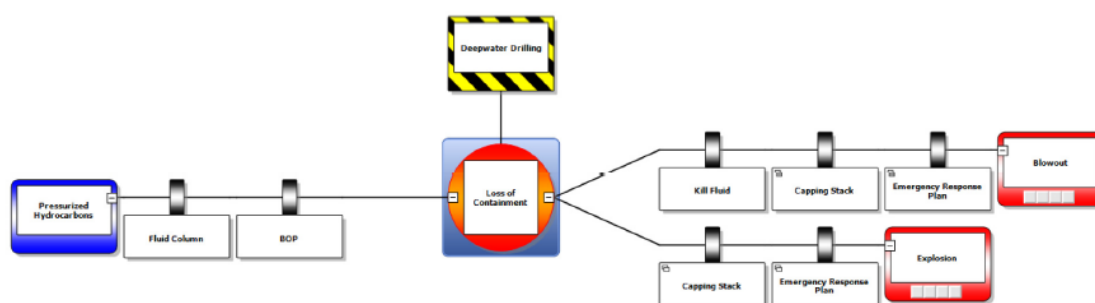 Deepwater Drilling
Pressurized
Hydrocarbons
Fluid Column
BOP
Loss of
Containment
Kill Fluid
Capping Stack
Emergency Response
Plan
Blowout
Capping Stack
Emergency Response
Plan
Explosion